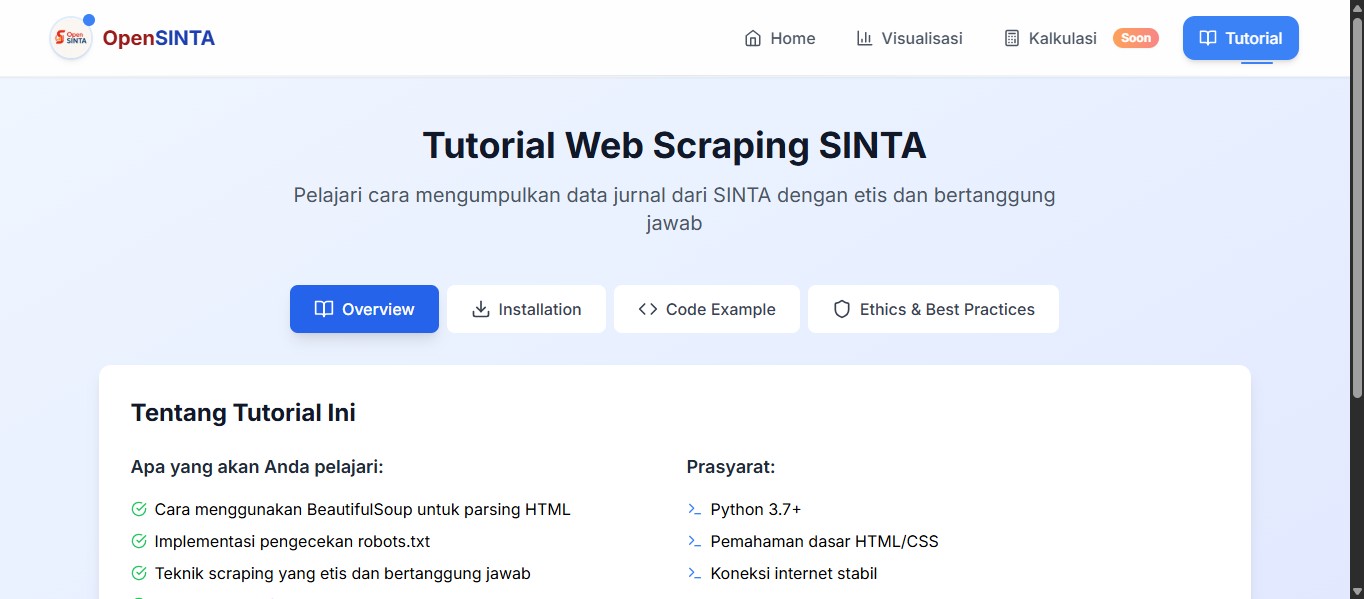 Open SINTA
OpenSINTA
Home
Visualisasi
Kalkulasi
Soon
Tutorial
Tutorial Web Scraping SINTA
Pelajari cara mengumpulkan data jurnal dari SINTA dengan etis dan bertanggung
jawab
Overview
Installation
Code Example
Ethics & Best Practices
Tentang Tutorial Ini
Apa yang akan Anda pelajari:
Cara menggunakan BeautifulSoup untuk parsing HTML
Implementasi pengecekan robots.txt
Teknik scraping yang etis dan bertanggung jawab
Prasyarat:
Python 3.7+
Pemahaman dasar HTML/CSS
Koneksi internet stabil